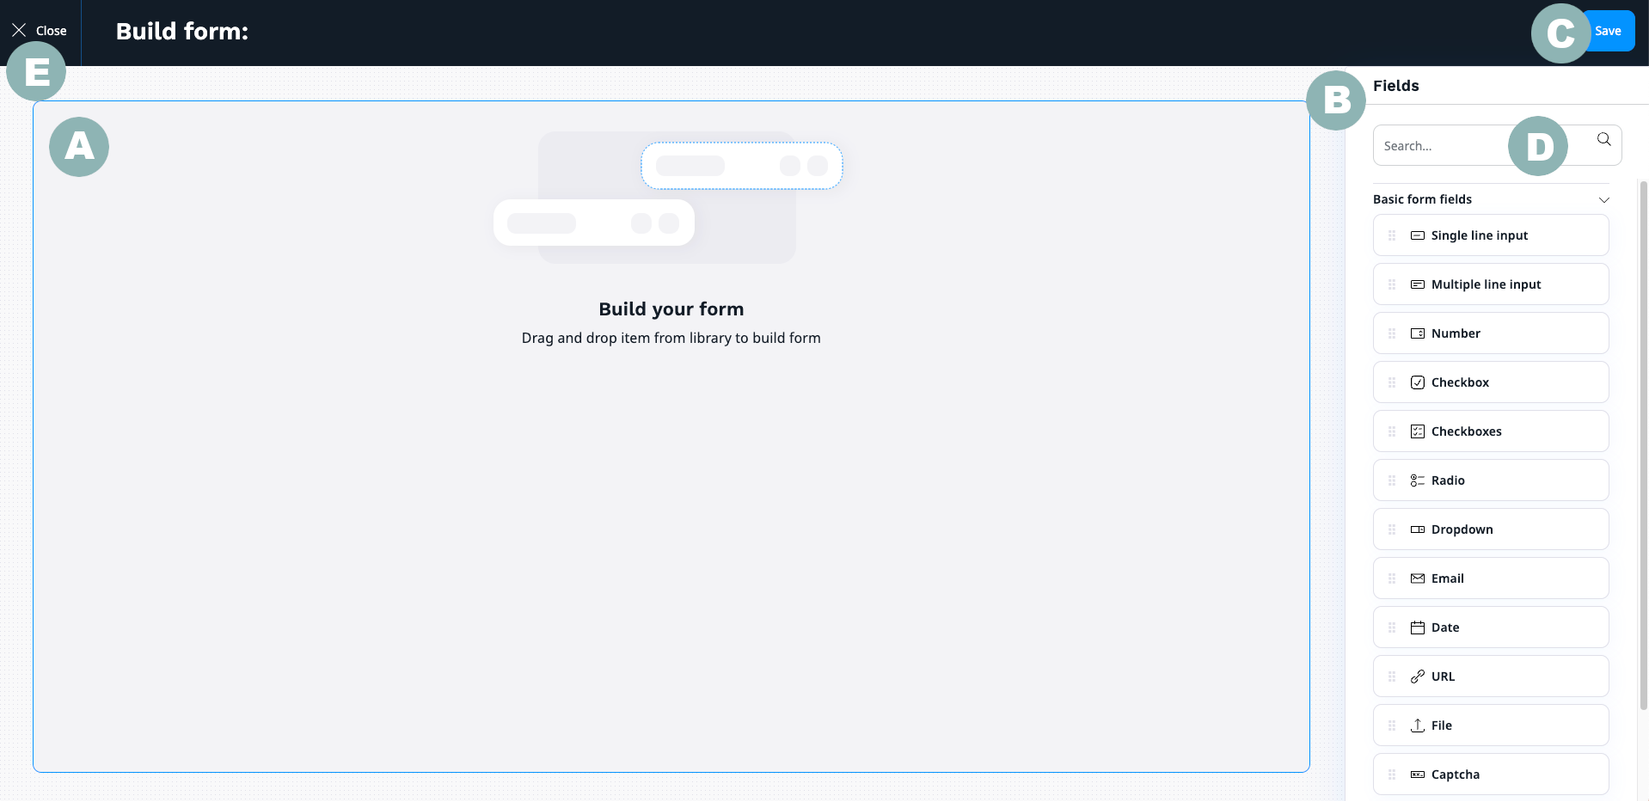 Close
Build form:
C
Save
E
B
Fields
A
Search...
D
Basic form fields
Single line input
Multiple line input
Build your form
Drag and drop item from library to build form
Number
Checkbox
Checkboxes
Radio
Dropdown
Email
Date
URL
File
Captcha